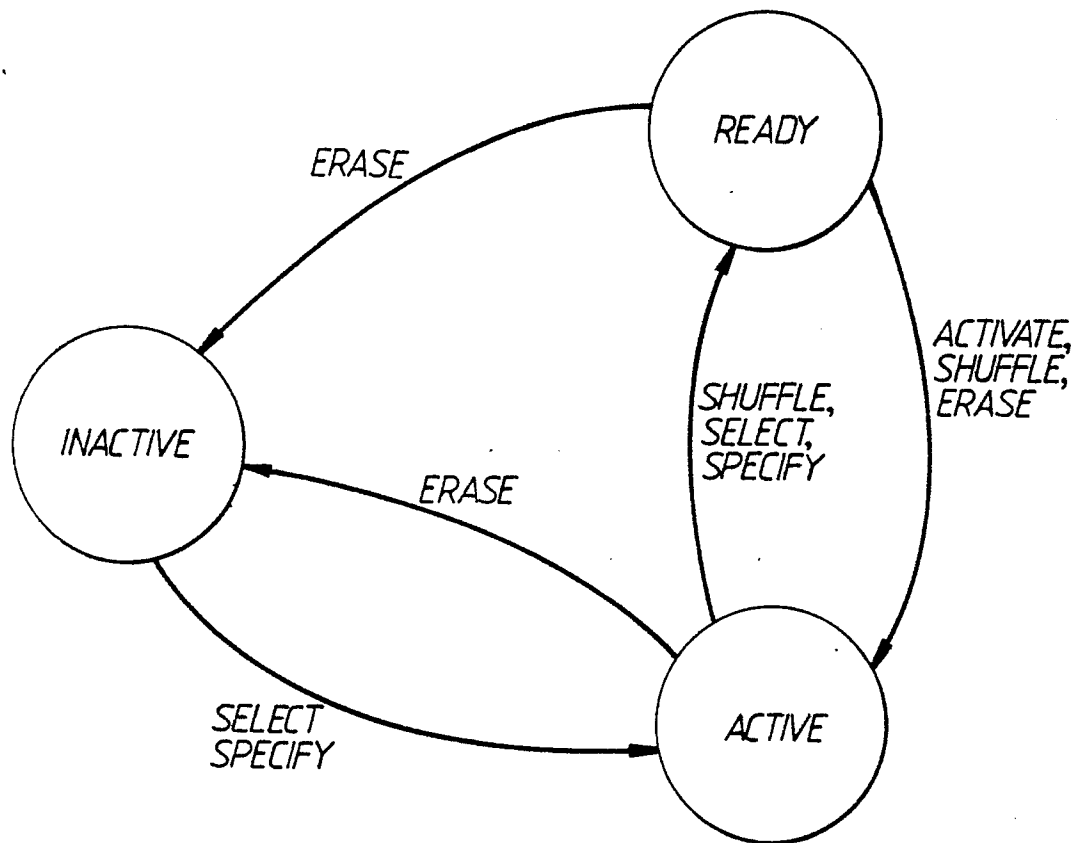 READY
ERASE
ACTIVATE,
SHUFFLE,
ERASE
SHUFFLE,
SELECT,
SPECIFY
INACTIVE
ERASE
SELECT
SPECIFY
ACTIVE